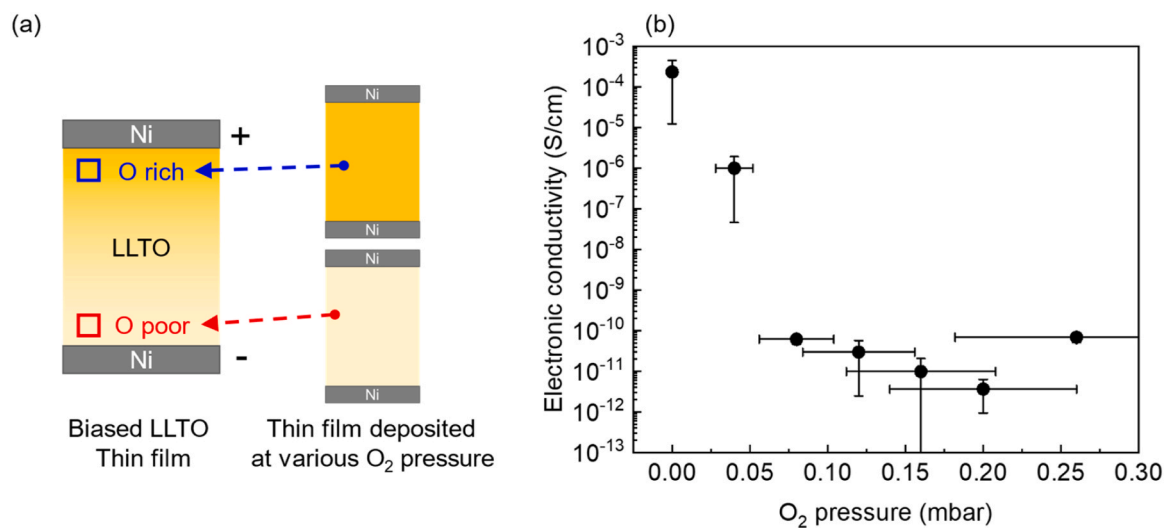 (a)
Ni
Ni
+
O rich
Ni
LLTO
Ni
O poor
Ni
-
Ni
Biased LLTO
Thin film
Thin film deposited
at various O₂ pressure
(b)
Electronic conductivity (S/cm)
10⁻³
10⁻⁴
10⁻⁵
10⁻⁶
10⁻⁷
10⁻⁸
10⁻⁹
10⁻¹⁰
10⁻¹¹
10⁻¹²
10⁻¹³
0.00 0.05 0.10 0.15 0.20 0.25 0.30
O₂ pressure (mbar)